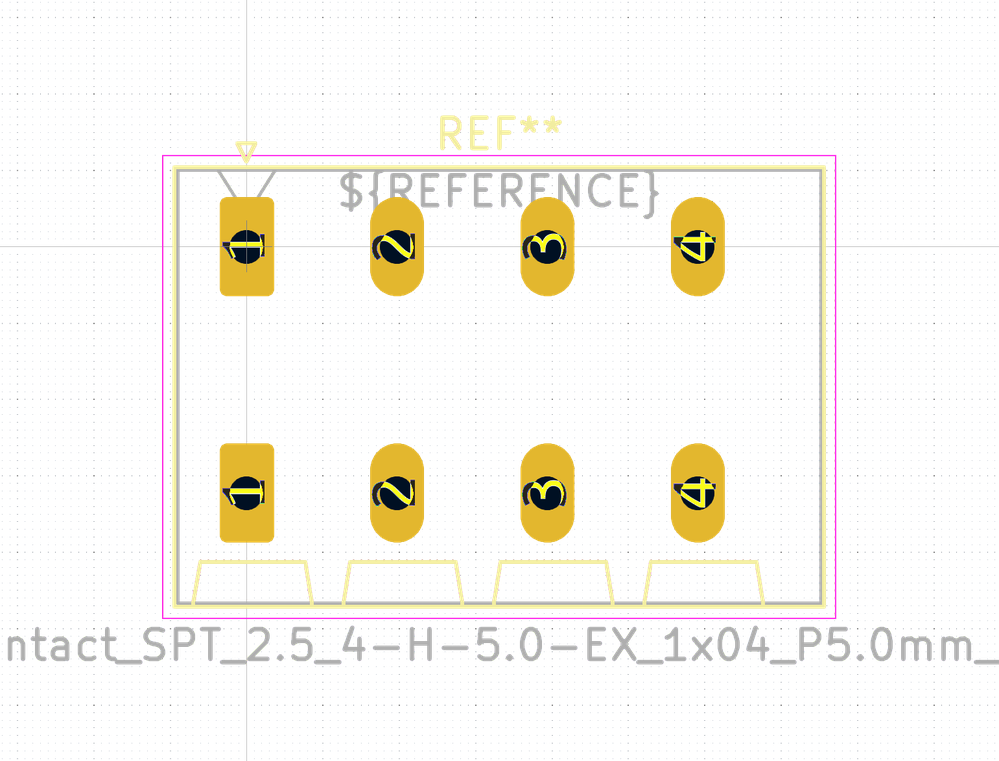 REF**
${REFERENCE}
1 2 3 4
1 2 3 4
ntact_SPT_2.5_4-H-5.0-EX_1x04_P5.0mm_